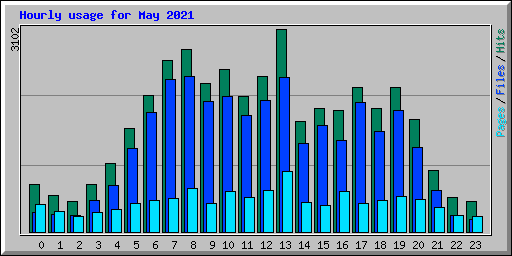 Hourly usage for May 2021
3102
Pages / Files / Hits
0 1 2 3 4 5 6 7 8 9 10 11 12 13 14 15 16 17 18 19 20 21 22 23